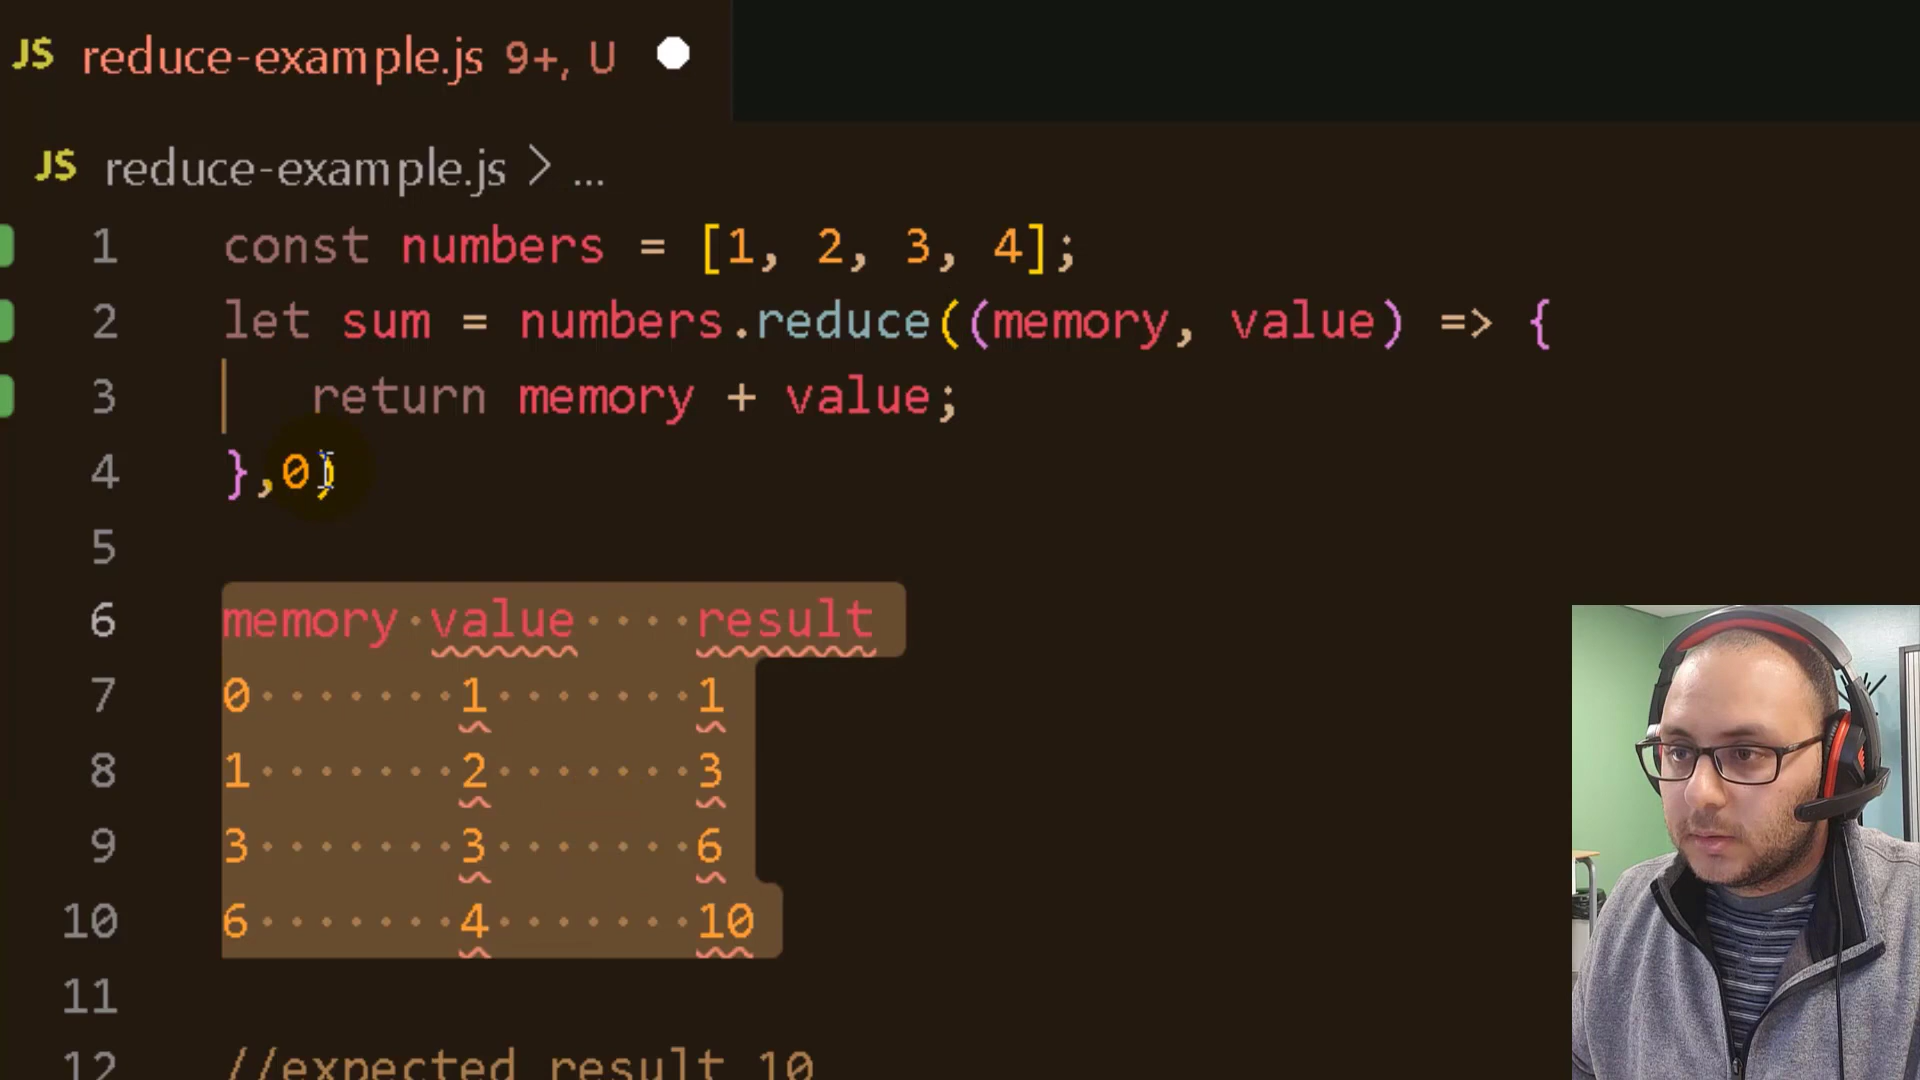 JS reduce-example.js 9+, U
JS reduce-example.js > ...
1 const numbers = [1, 2, 3, 4];
2 let sum = numbers.reduce((memory, value) => {
3 return memory + value;
4 },0)
5
6 memory value result
7 0 1 1
8 1 2 3
9 3 3 6
10 6 4 10
11
12 //expected result 10